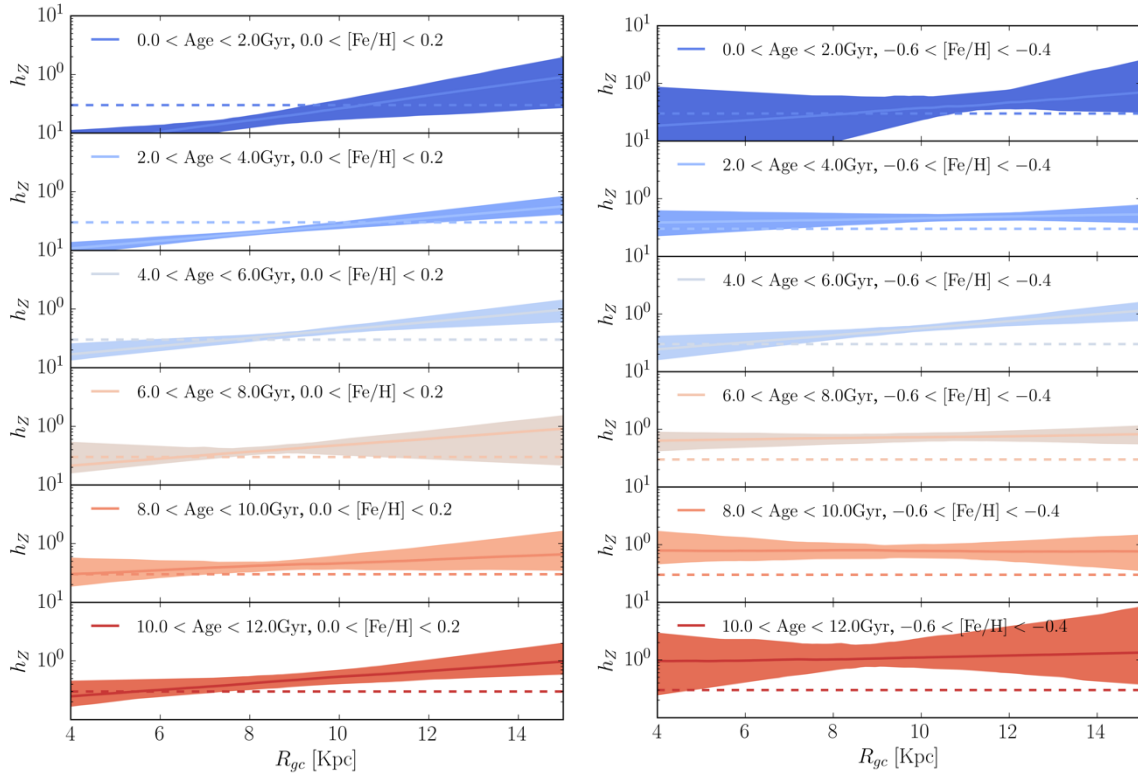 10¹
0.0 < Age < 2.0Gyr, 0.0 < [Fe/H] < 0.2
h_Z
10⁰
10¹
2.0 < Age < 4.0Gyr, 0.0 < [Fe/H] < 0.2
h_Z
10⁰
10¹
4.0 < Age < 6.0Gyr, 0.0 < [Fe/H] < 0.2
h_Z
10⁰
10¹
6.0 < Age < 8.0Gyr, 0.0 < [Fe/H] < 0.2
h_Z
10⁰
10¹
8.0 < Age < 10.0Gyr, 0.0 < [Fe/H] < 0.2
h_Z
10⁰
10¹
10.0 < Age < 12.0Gyr, 0.0 < [Fe/H] < 0.2
h_Z
10⁰
4 6 8 10 12 14
R_gc [Kpc]
10¹
0.0 < Age < 2.0Gyr, −0.6 < [Fe/H] < −0.4
h_Z
10⁰
10¹
2.0 < Age < 4.0Gyr, −0.6 < [Fe/H] < −0.4
h_Z
10⁰
10¹
4.0 < Age < 6.0Gyr, −0.6 < [Fe/H] < −0.4
h_Z
10⁰
10¹
6.0 < Age < 8.0Gyr, −0.6 < [Fe/H] < −0.4
h_Z
10⁰
10¹
8.0 < Age < 10.0Gyr, −0.6 < [Fe/H] < −0.4
h_Z
10⁰
10¹
10.0 < Age < 12.0Gyr, −0.6 < [Fe/H] < −0.4
h_Z
10⁰
4 6 8 10 12 14
R_gc [Kpc]